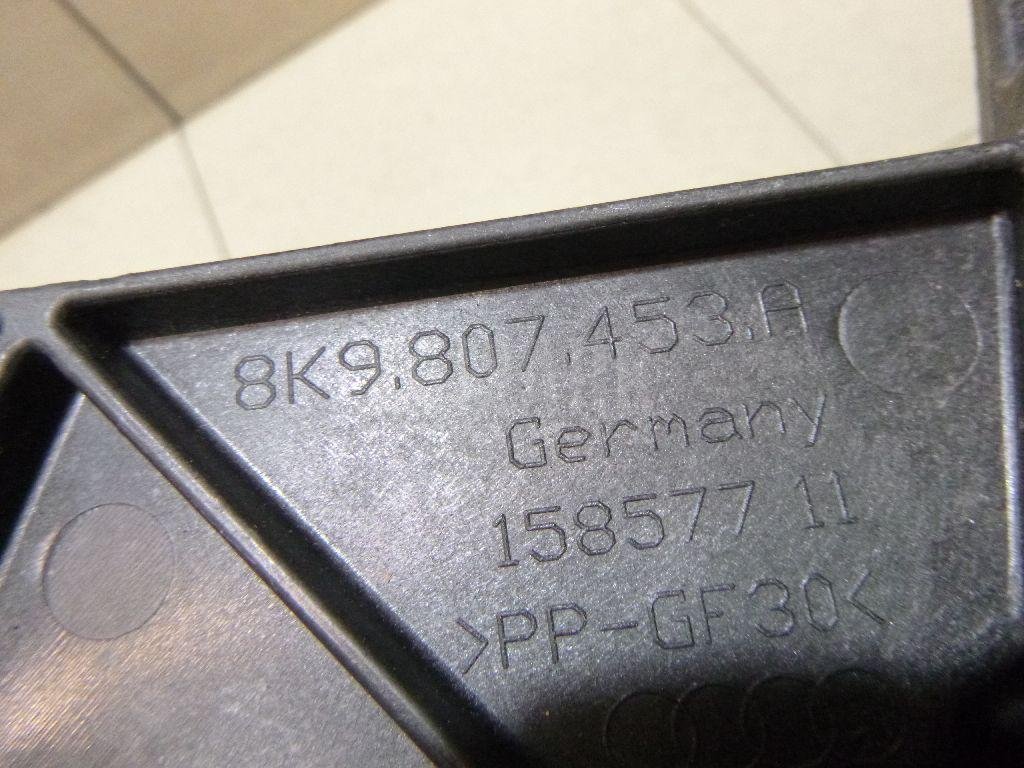 8K9.807.453.A
Germany
158577 11
>PP-GF30<